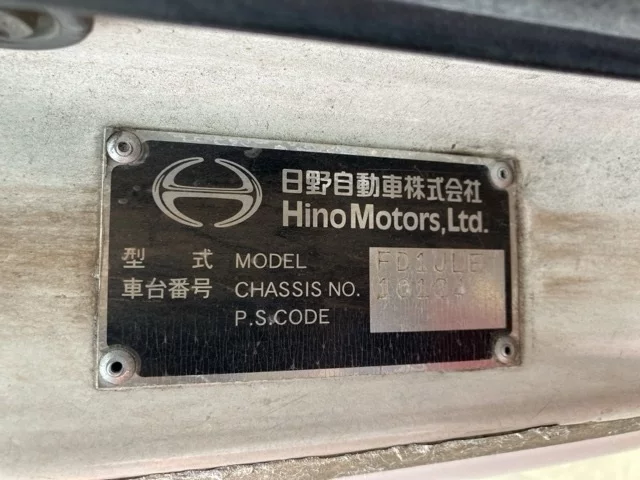 日野自動車株式会社
Hino Motors, Ltd.
型 式 MODEL FD1JLE
車台番号 CHASSIS NO.
P.S.CODE